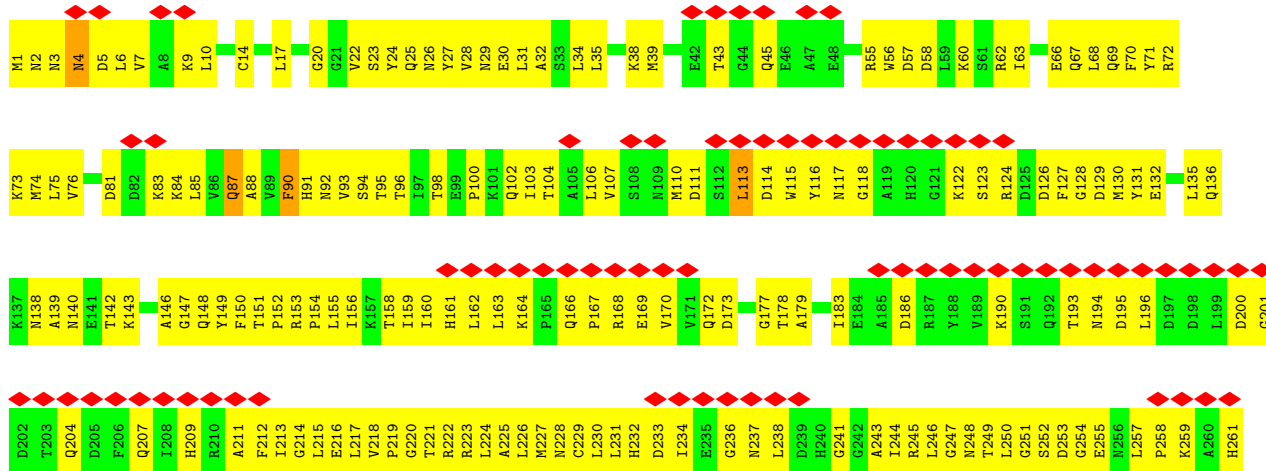 M1 N2 N3 N4 D5 L6 V7 A8 K9 L10 C14 L17 G20 G21 V22 S23 Y24 Q25 N26 Y27 V28 N29 E30 L31 A32 S33 L34 L35 K38 M39 E42 T43 G44 Q45 E46 A47 E48 R55 W56 D57 D58 L59 K60 S61 R62 I63 E66 Q67 L68 Q69 F70 Y71 R72
K73 M74 L75 V76 D81 D82 K83 K84 L85 V86 Q87 A88 V89 F90 H91 N92 V93 S94 T95 T96 I97 T98 E99 P100 K101 Q102 I103 T104 A105 L106 V107 S108 N109 M110 D111 S112 L113 D114 W115 Y116 N117 G118 A119 H120 G121 K122 S123 R124 D125 D126 F127 G128 D129 M130 Y131 E132 L135 Q136
K137 N138 A139 N140 E141 T142 K143 A146 G147 Q148 Y149 F150 T151 P152 R153 P154 L155 I156 K157 T158 I159 I160 H161 L162 L163 K164 P165 Q166 P167 R168 E169 V170 V171 Q172 D173 G177 T178 A179 I183 E184 A185 D186 R187 Y188 V189 K190 S191 Q192 T193 N194 D195 L196 D197 D198 L199 D200 G201
D202 T203 Q204 D205 F206 Q207 I208 H209 R210 A211 F212 I213 G214 L215 E216 L217 V218 P219 G220 T221 R222 R223 L224 A225 L226 M227 N228 C229 L230 L231 H232 D233 I234 E235 G236 N237 L238 D239 H240 G241 G242 A243 I244 R245 L246 G247 N248 T249 L250 G251 S252 D253 G254 E255 N256 L257 P258 K259 A260 H261